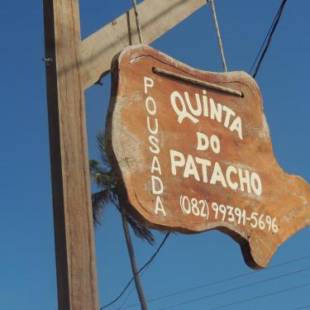 POUSADA
QUINTA
DO
PATACHO
(082) 99391-5696